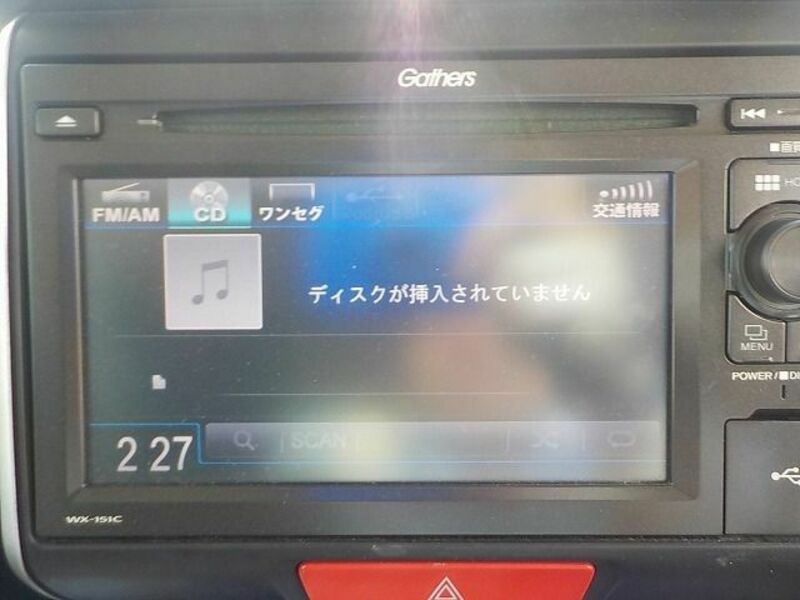 Gathers
FM/AM
CD
ワンセグ
交通情報
ディスクが挿入されていません
2 27
SCAN
WX-151C
MENU
POWER/